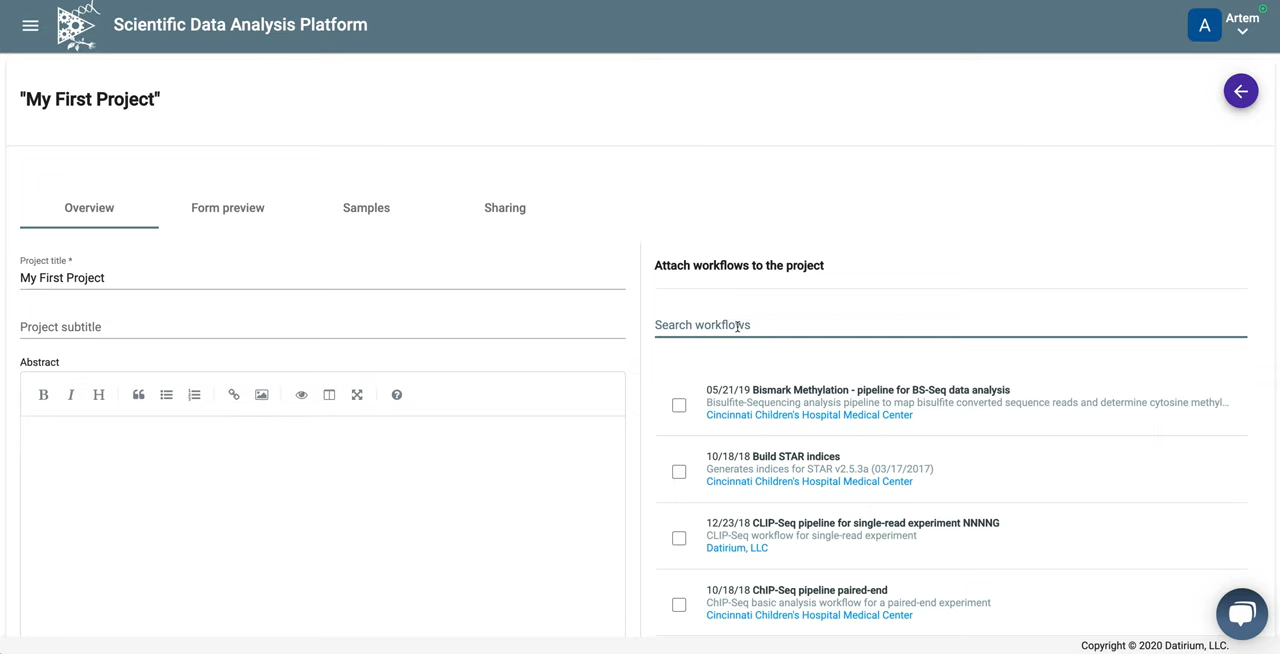 Scientific Data Analysis Platform
A
Artem
"My First Project"
Overview
Form preview
Samples
Sharing
Project title *
My First Project
Project subtitle
Abstract
B I H
Attach workflows to the project
Search workflows
05/21/19 Bismark Methylation - pipeline for BS-Seq data analysis
Bisulfite-Sequencing analysis pipeline to map bisulfite converted sequence reads and determine cytosine methyl...
Cincinnati Children's Hospital Medical Center
10/18/18 Build STAR indices
Generates indices for STAR v2.5.3a (03/17/2017)
Cincinnati Children's Hospital Medical Center
12/23/18 CLIP-Seq pipeline for single-read experiment NNNNG
CLIP-Seq workflow for single-read experiment
Datirium, LLC
10/18/18 ChIP-Seq pipeline paired-end
ChIP-Seq basic analysis workflow for a paired-end experiment
Cincinnati Children's Hospital Medical Center
Copyright © 2020 Datirium, LLC.